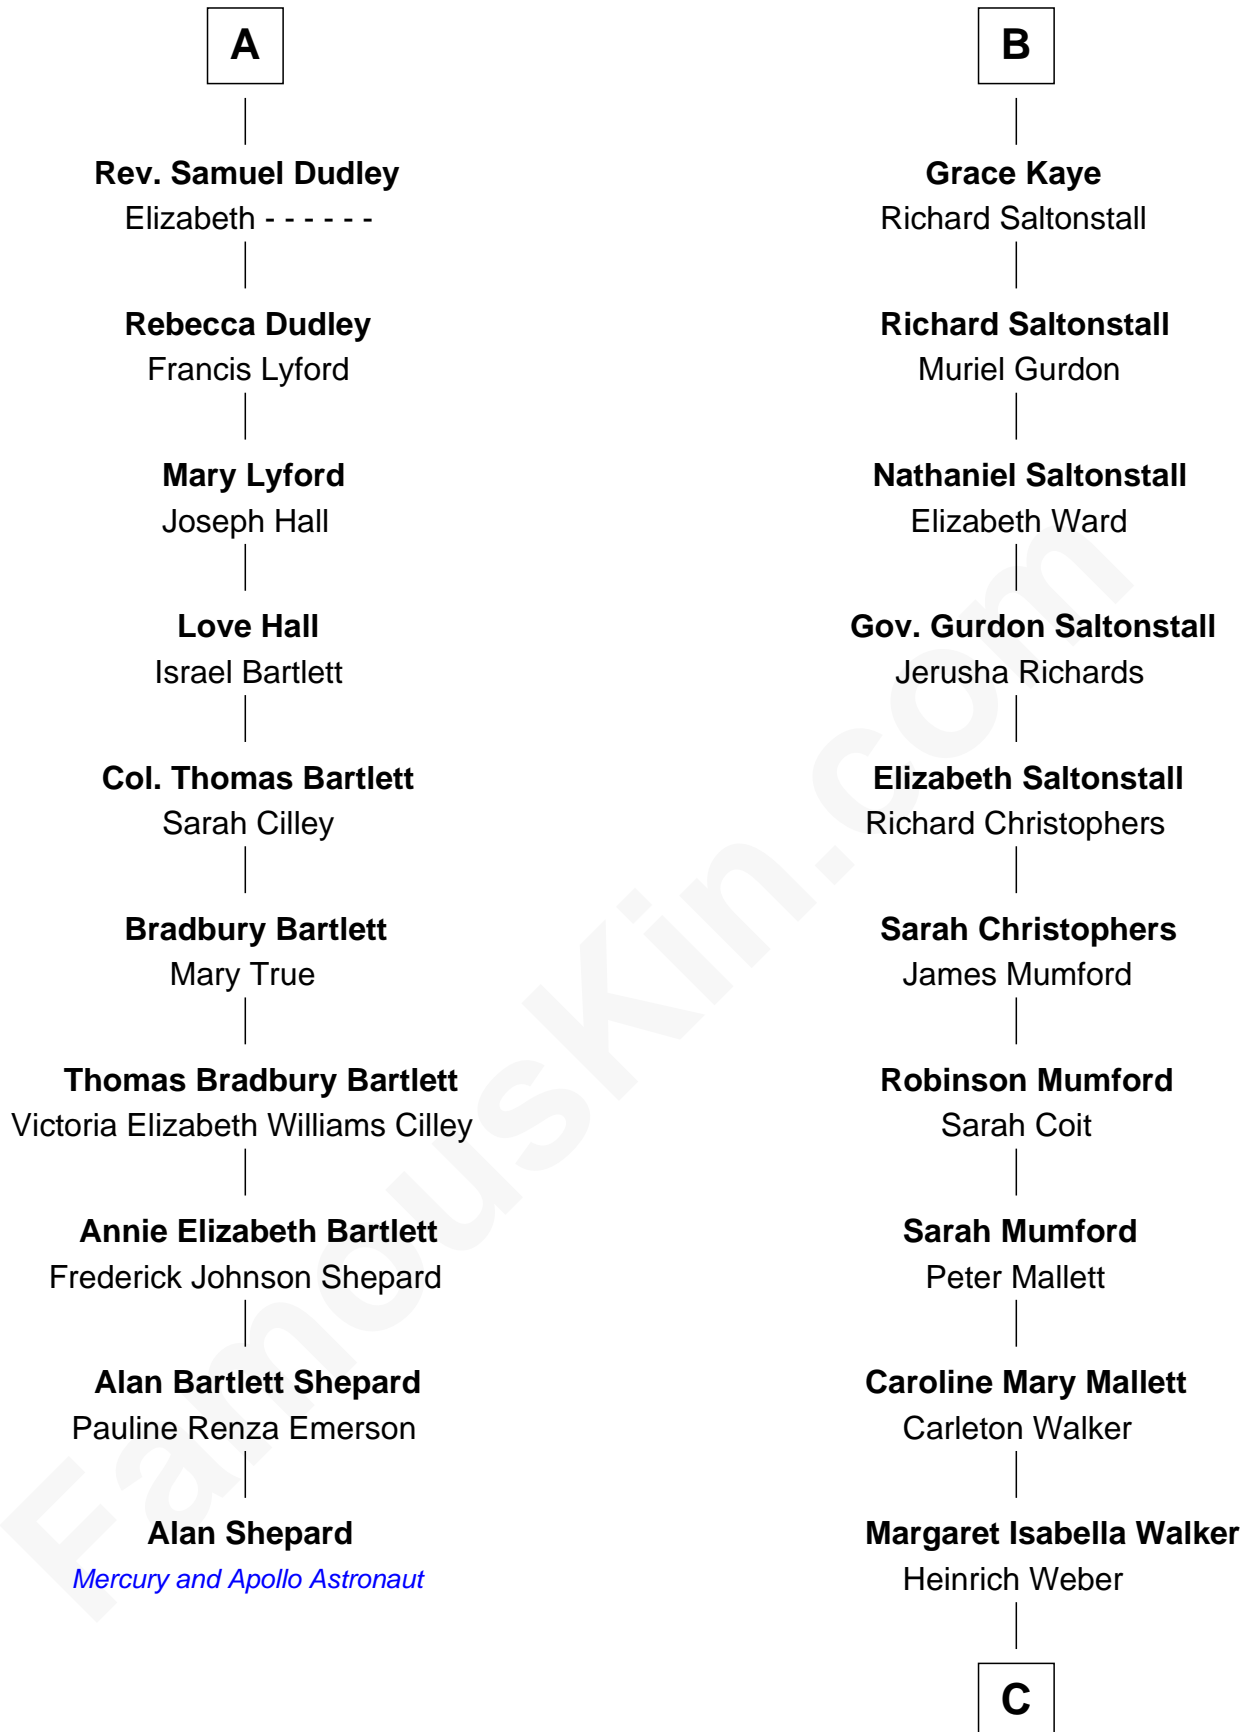 A
Rev. Samuel Dudley
Elizabeth - - - - - -
Rebecca Dudley
Francis Lyford
Mary Lyford
Joseph Hall
Love Hall
Israel Bartlett
Col. Thomas Bartlett
Sarah Cilley
Bradbury Bartlett
Mary True
Thomas Bradbury Bartlett
Victoria Elizabeth Williams Cilley
Annie Elizabeth Bartlett
Frederick Johnson Shepard
Alan Bartlett Shepard
Pauline Renza Emerson
Alan Shepard
Mercury and Apollo Astronaut
B
Grace Kaye
Richard Saltonstall
Richard Saltonstall
Muriel Gurdon
Nathaniel Saltonstall
Elizabeth Ward
Gov. Gurdon Saltonstall
Jerusha Richards
Elizabeth Saltonstall
Richard Christophers
Sarah Christophers
James Mumford
Robinson Mumford
Sarah Coit
Sarah Mumford
Peter Mallett
Caroline Mary Mallett
Carleton Walker
Margaret Isabella Walker
Heinrich Weber
C
FamousKin.com